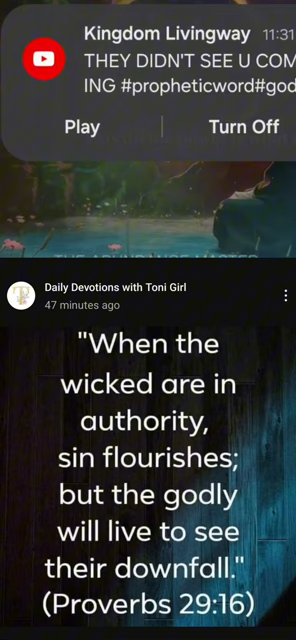 Kingdom Livingway 11:31
THEY DIDN'T SEE U COM
ING #propheticword#god
Play
Turn Off
Daily Devotions with Toni Girl
47 minutes ago
"When the
wicked are in
authority,
sin flourishes;
but the godly
will live to see
their downfall."
(Proverbs 29:16)